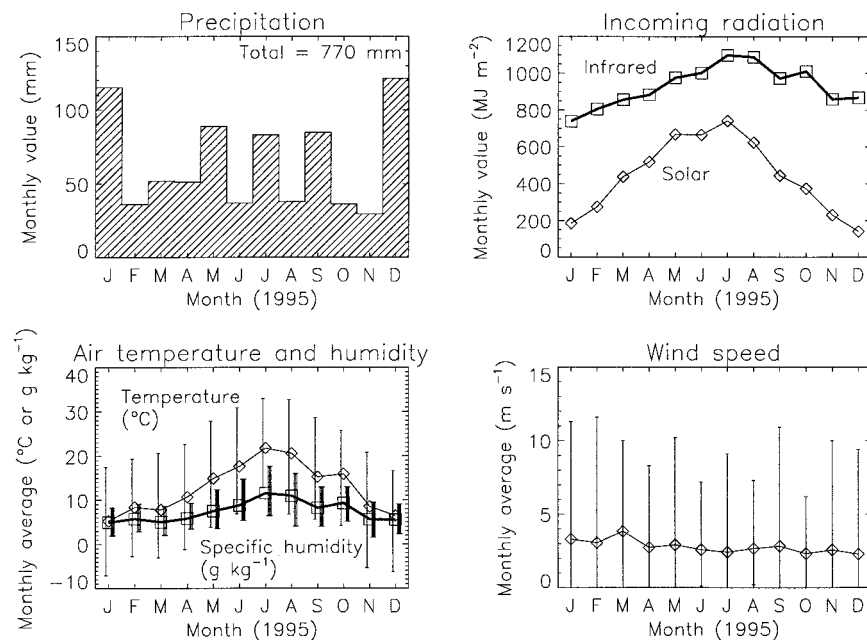 Precipitation
Total = 770 mm
Monthly value (mm)
150
100
50
0
J F M A M J J A S O N D
Month (1995)
Incoming radiation
Infrared
Solar
Monthly value (MJ m⁻²)
1200
1000
800
600
400
200
0
J F M A M J J A S O N D
Month (1995)
Air temperature and humidity
Temperature
(°C)
Specific humidity
(g kg⁻¹)
Monthly average (°C or g kg⁻¹)
40
30
20
10
0
−10
J F M A M J J A S O N D
Month (1995)
Wind speed
Monthly average (m s⁻¹)
15
10
5
0
J F M A M J J A S O N D
Month (1995)